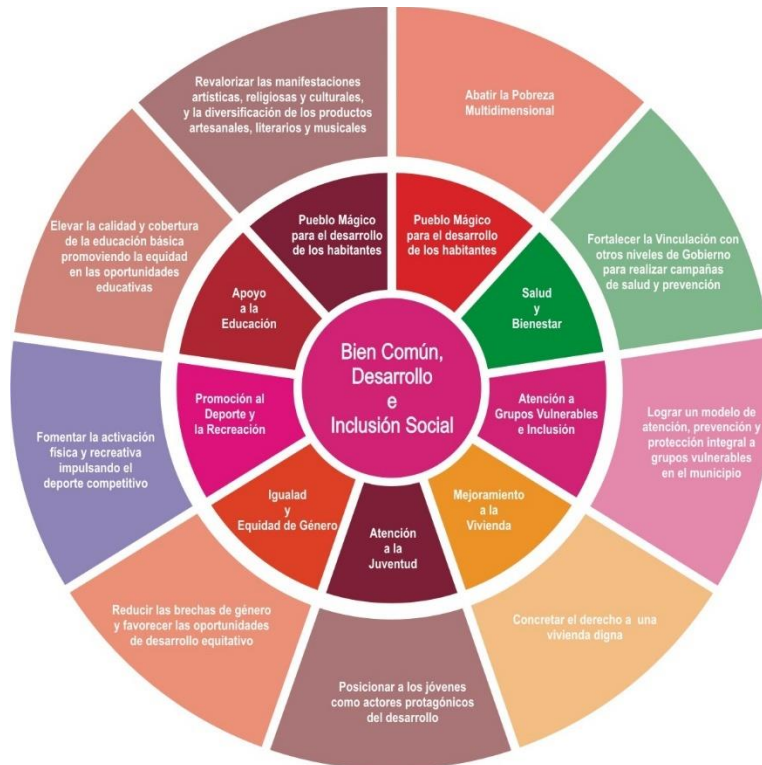 Revalorizar las manifestaciones
artísticas, religiosas y culturales,
y la diversificación de los productos
artesanales, literarios y musicales
Abatir la Pobreza
Multidimensional
Fortalecer la Vinculación con
otros niveles de Gobierno
para realizar campañas
de salud y prevención
Lograr un modelo de
atención, prevención y
protección integral a
grupos vulnerables
en el municipio
Concretar el derecho a una
vivienda digna
Posicionar a los jóvenes
como actores protagónicos
del desarrollo
Reducir las brechas de género
y favorecer las oportunidades
de desarrollo equitativo
Fomentar la activación
física y recreativa
impulsando el
deporte competitivo
Elevar la calidad y cobertura
de la educación básica
promoviendo la equidad
en las oportunidades
educativas
Pueblo Mágico
para el desarrollo
de los habitantes
Pueblo Mágico
para el desarrollo
de los habitantes
Salud
y
Bienestar
Atención a
Grupos Vulnerables
e Inclusión
Mejoramiento
a la
Vivienda
Atención
a la
Juventud
Igualad
y
Equidad de Género
Promoción al
Deporte y
la Recreación
Apoyo
a la
Educación
Bien Común,
Desarrollo
e
Inclusión Social